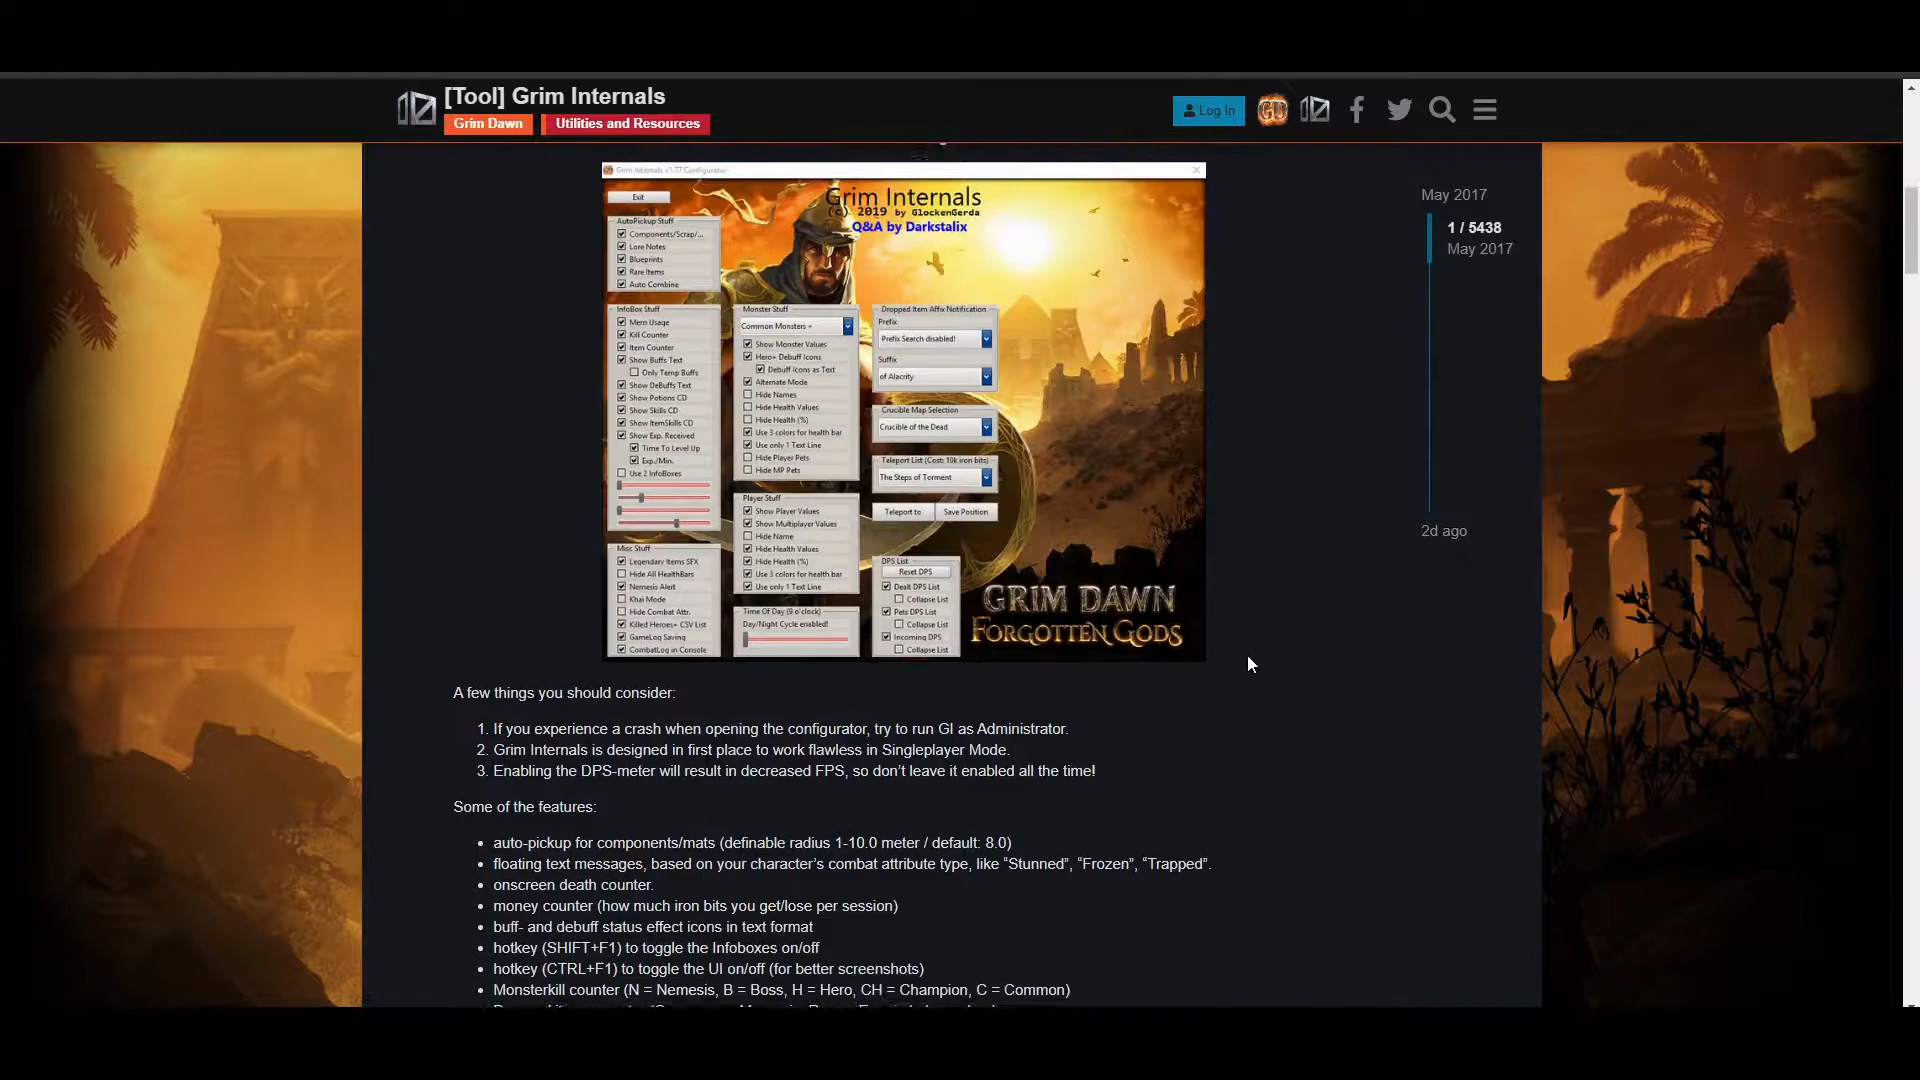 [Tool] Grim Internals
Grim Dawn
Utilities and Resources
Log In
Grim Internals v1.77 Configurator
Exit
Grim Internals
(c) 2019 by GlockenGerda
Q&A by Darkstalix
AutoPickup Stuff
Components/Scrap/...
Lore Notes
Blueprints
Rare Items
Auto Combine
InfoBox Stuff
Mem Usage
Kill Counter
Item Counter
Show Buffs Text
Only Temp Buffs
Show DeBuffs Text
Show Potions CD
Show Skills CD
Show ItemSkills CD
Show Exp. Received
Time To Level Up
Exp./Min.
Use 2 InfoBoxes
Misc Stuff
Legendary Items SFX
Hide All HealthBars
Nemesis Alert
Khai Mode
Hide Combat Attr.
Killed Heroes+ CSV List
GameLog Saving
CombatLog in Console
Monster Stuff
Common Monsters +
Show Monster Values
Hero+ Debuff Icons
Debuff Icons as Text
Alternate Mode
Hide Names
Hide Health Values
Hide Health (%)
Use 3 colors for health bar
Use only 1 Text Line
Hide Player Pets
Hide MP Pets
Player Stuff
Show Player Values
Show Multiplayer Values
Hide Name
Hide Health Values
Hide Health (%)
Use 3 colors for health bar
Use only 1 Text Line
Time Of Day (9 o'clock)
Day/Night Cycle enabled!
Dropped Item Affix Notification
Prefix
Prefix Search disabled!
Suffix
of Alacrity
Crucible Map Selection
Crucible of the Dead
Teleport List (Cost: 10k iron bits)
The Steps of Torment
Teleport to
Save Position
DPS List
Reset DPS
Dealt DPS List
Collapse List
Pets DPS List
Collapse List
Incoming DPS
Collapse List
GRIM DAWN
FORGOTTEN GODS
May 2017
1 / 5438
May 2017
2d ago
A few things you should consider:
1. If you experience a crash when opening the configurator, try to run GI as Administrator.
2. Grim Internals is designed in first place to work flawless in Singleplayer Mode.
3. Enabling the DPS-meter will result in decreased FPS, so don't leave it enabled all the time!
Some of the features:
• auto-pickup for components/mats (definable radius 1-10.0 meter / default: 8.0)
• floating text messages, based on your character's combat attribute type, like “Stunned”, “Frozen”, “Trapped”.
• onscreen death counter.
• money counter (how much iron bits you get/lose per session)
• buff- and debuff status effect icons in text format
• hotkey (SHIFT+F1) to toggle the Infoboxes on/off
• hotkey (CTRL+F1) to toggle the UI on/off (for better screenshots)
• Monsterkill counter (N = Nemesis, B = Boss, H = Hero, CH = Champion, C = Common)